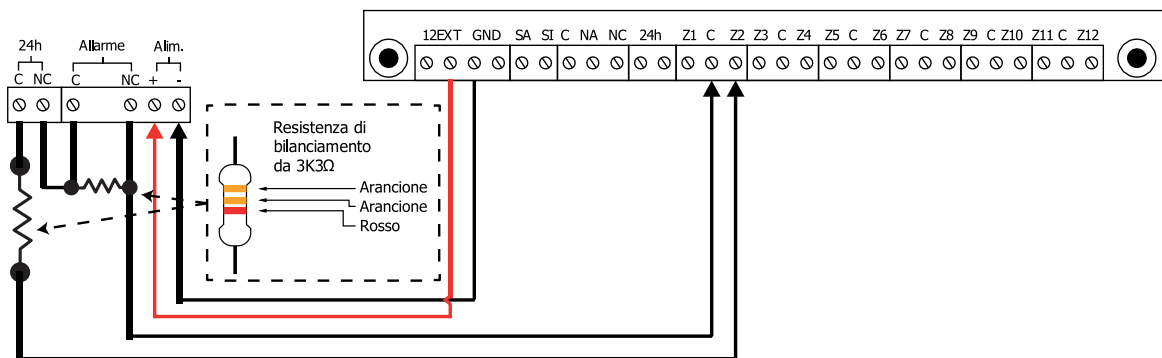 24h Allarme Alim.
C NC C NC + -
12EXT GND SA SI C NA NC 24h Z1 C Z2 Z3 C Z4 Z5 C Z6 Z7 C Z8 Z9 C Z10 Z11 C Z12
Resistenza di
bilanciamento
da 3K3Ω
Arancione
Arancione
Rosso